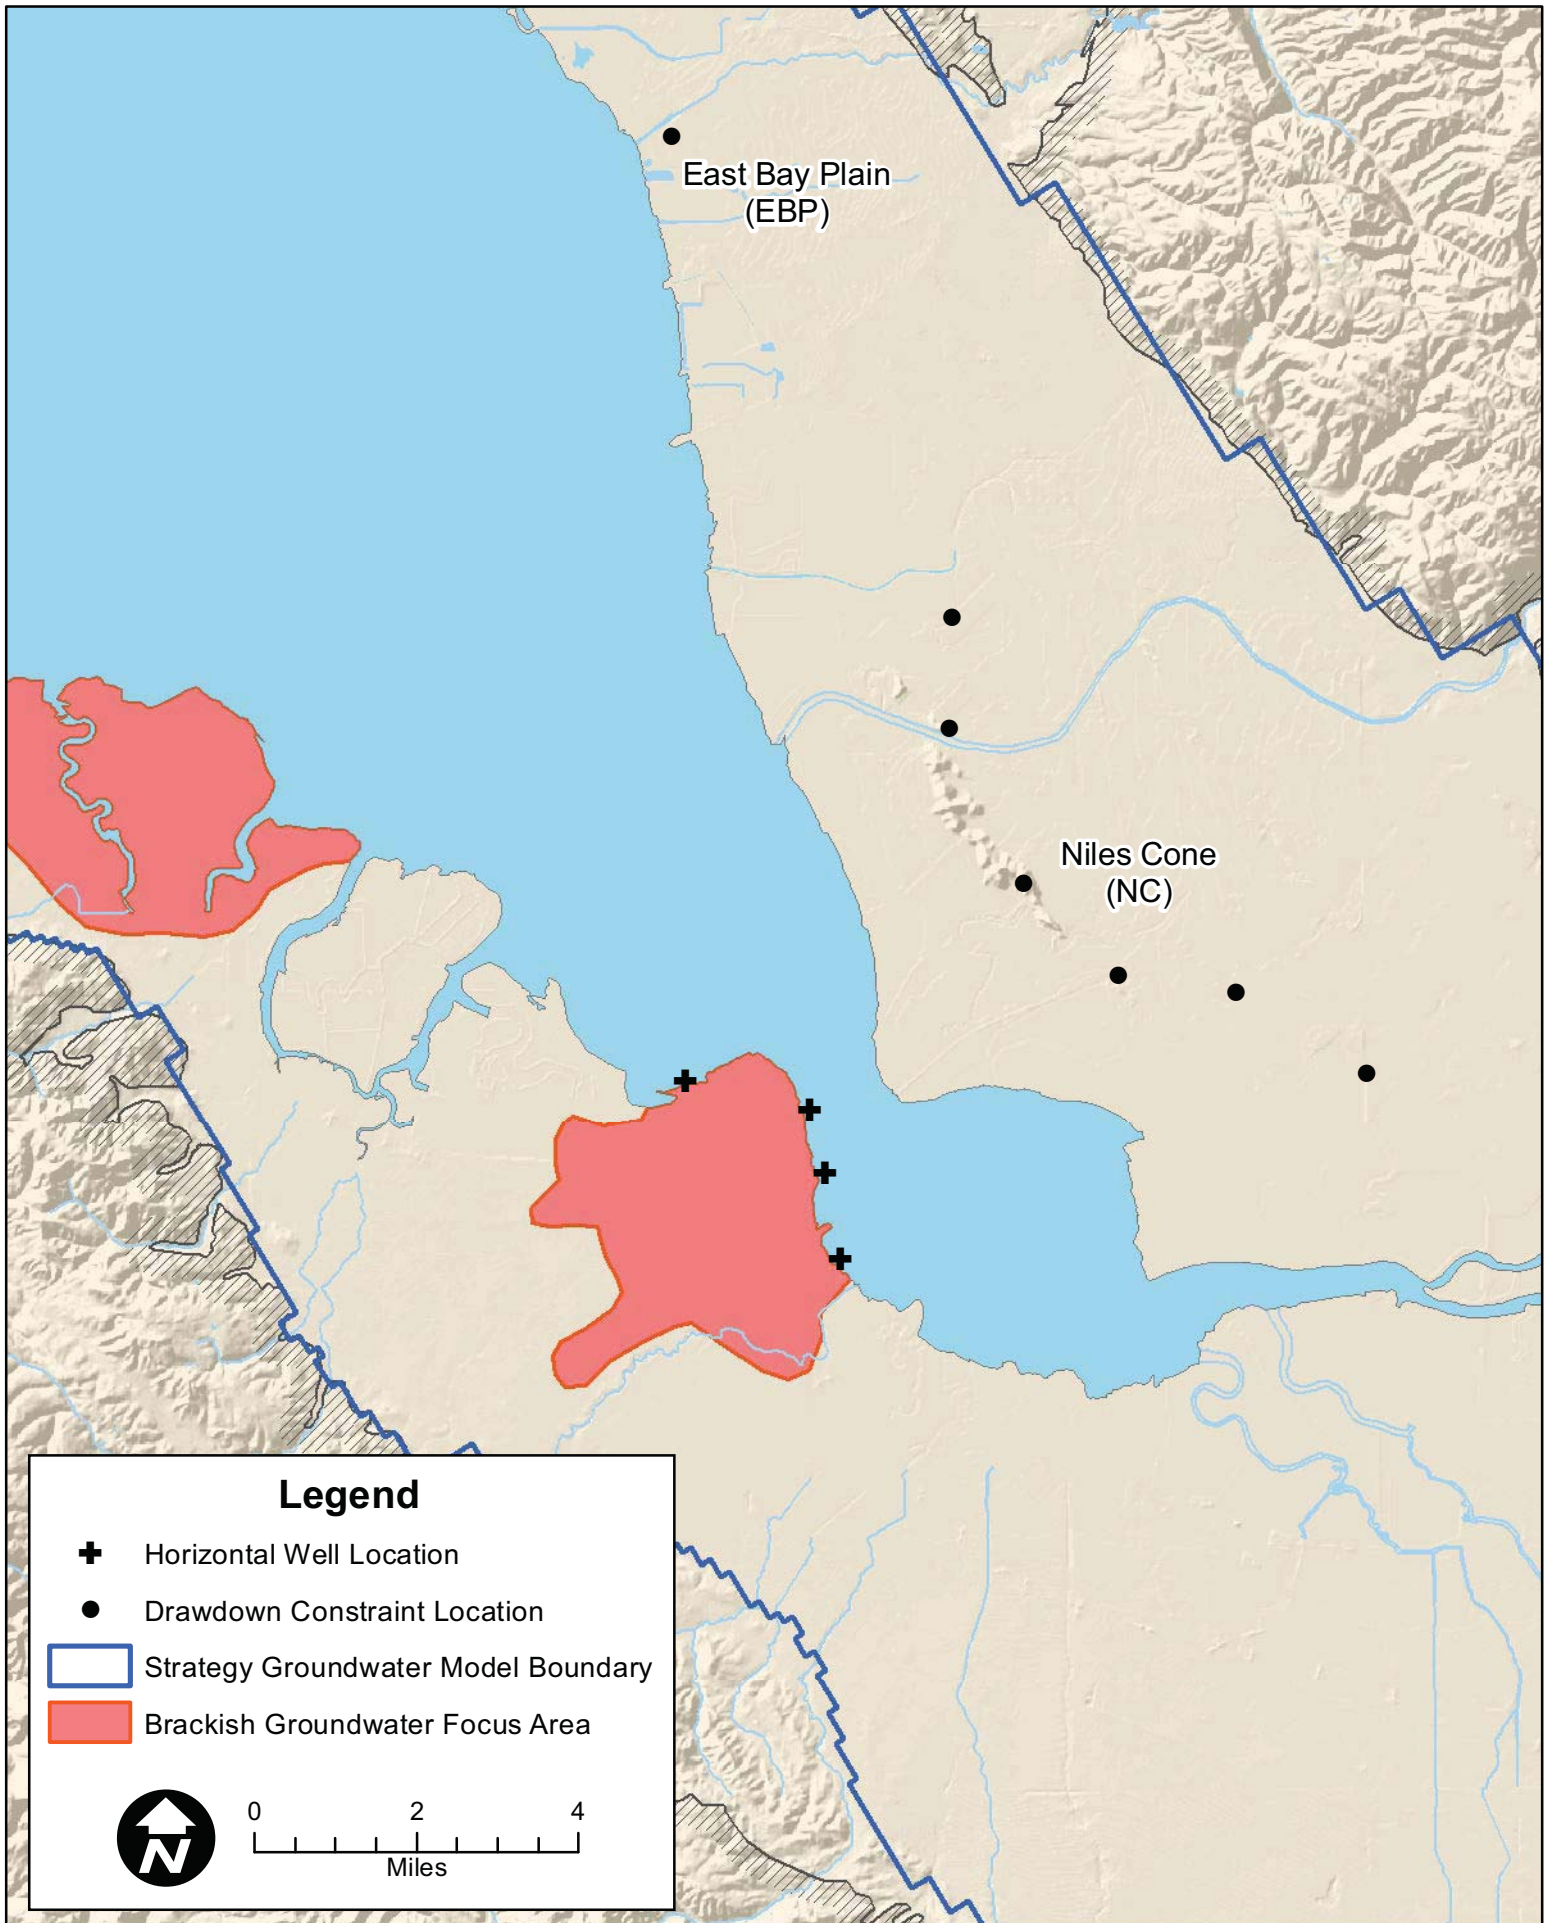 East Bay Plain
(EBP)
Niles Cone
(NC)
Legend
Horizontal Well Location
Drawdown Constraint Location
Strategy Groundwater Model Boundary
Brackish Groundwater Focus Area
N
0 2 4
Miles